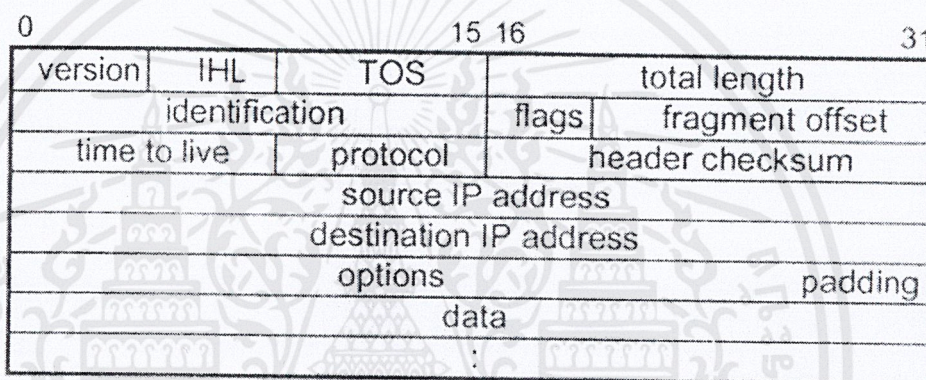 0 15 16 31
version IHL TOS total length
identification flags fragment offset
time to live protocol header checksum
source IP address
destination IP address
options padding
data
: